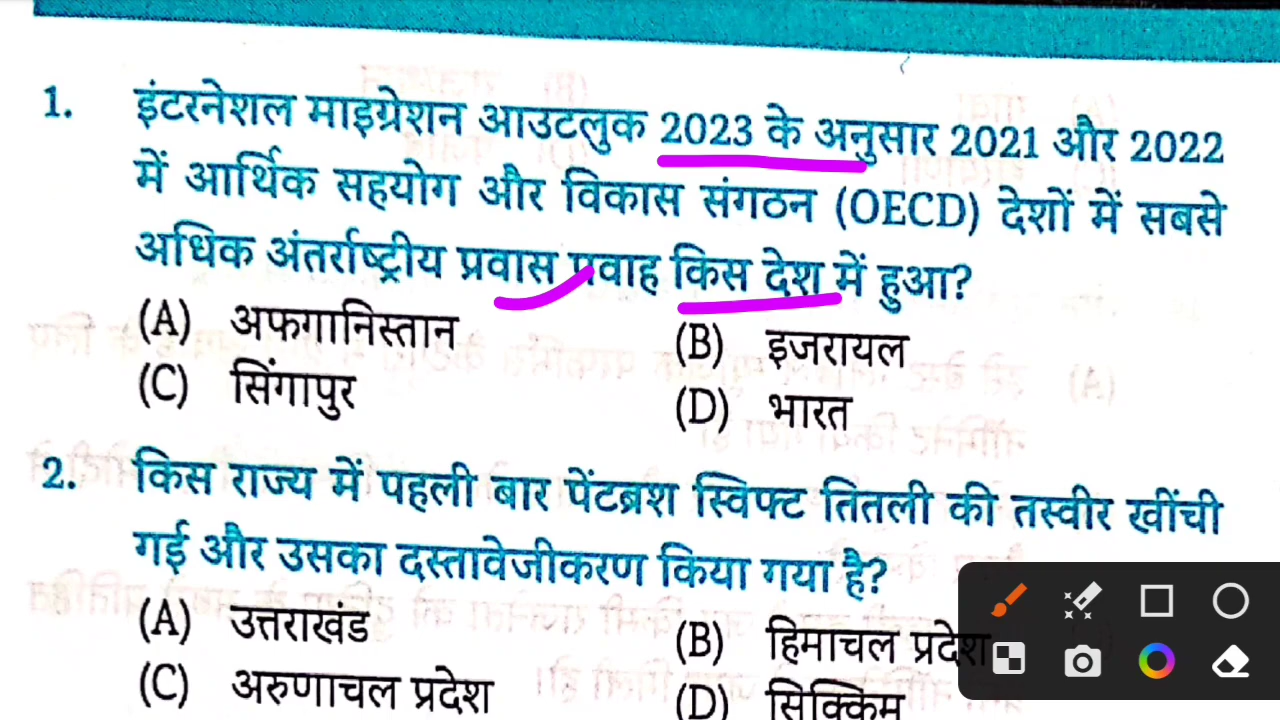 1. इंटरनेशल माइग्रेशन आउटलुक 2023 के अनुसार 2021 और 2022
में आर्थिक सहयोग और विकास संगठन (OECD) देशों में सबसे
अधिक अंतर्राष्ट्रीय प्रवास प्रवाह किस देश में हुआ?
(A) अफगानिस्तान (B) इजरायल
(C) सिंगापुर (D) भारत
2. किस राज्य में पहली बार पेंटब्रश स्विफ्ट तितली की तस्वीर खींची
गई और उसका दस्तावेजीकरण किया गया है?
(A) उत्तराखंड (B) हिमाचल प्रदेश
(C) अरुणाचल प्रदेश (D) सिक्किम